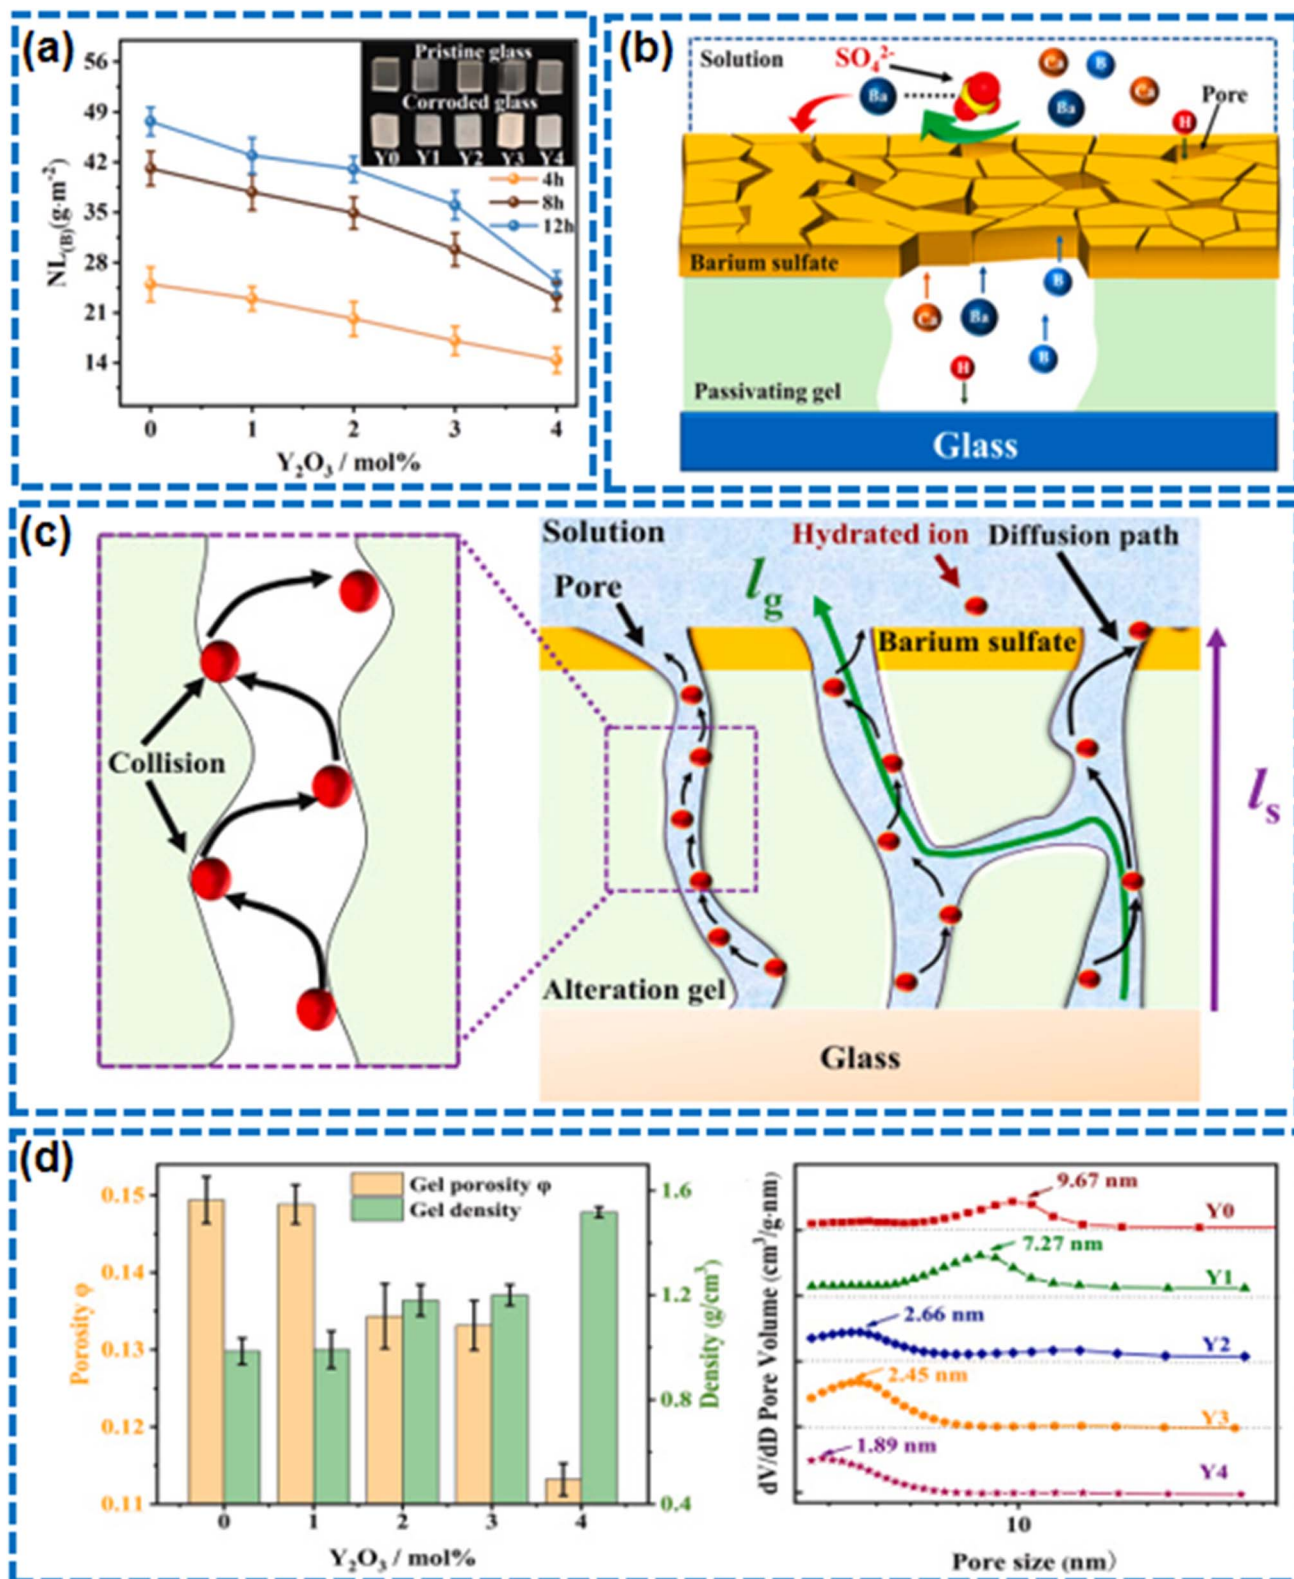 (a)
Pristine glass
Corroded glass
Y0 Y1 Y2 Y3 Y4
4h
8h
12h
56
49
42
35
28
21
14
NL(B)(g·m-2)
0 1 2 3 4
Y2O3 / mol%
(b)
Solution
SO42-
Ba
Ca
B
Ca
Ba
H
Pore
Barium sulfate
Ca
Ba
B
B
H
Passivating gel
Glass
(c)
Collision
Solution
Hydrated ion
Diffusion path
Pore
lg
Barium sulfate
ls
Alteration gel
Glass
(d)
Gel porosity φ
Gel density
0.15
0.14
0.13
0.12
0.11
Porosity φ
1.6
1.2
0.8
0.4
Density (g/cm3)
0 1 2 3 4
Y2O3 / mol%
dV/dD Pore Volume (cm3/g·nm)
9.67 nm
Y0
7.27 nm
Y1
2.66 nm
Y2
2.45 nm
Y3
1.89 nm
Y4
10
Pore size (nm)